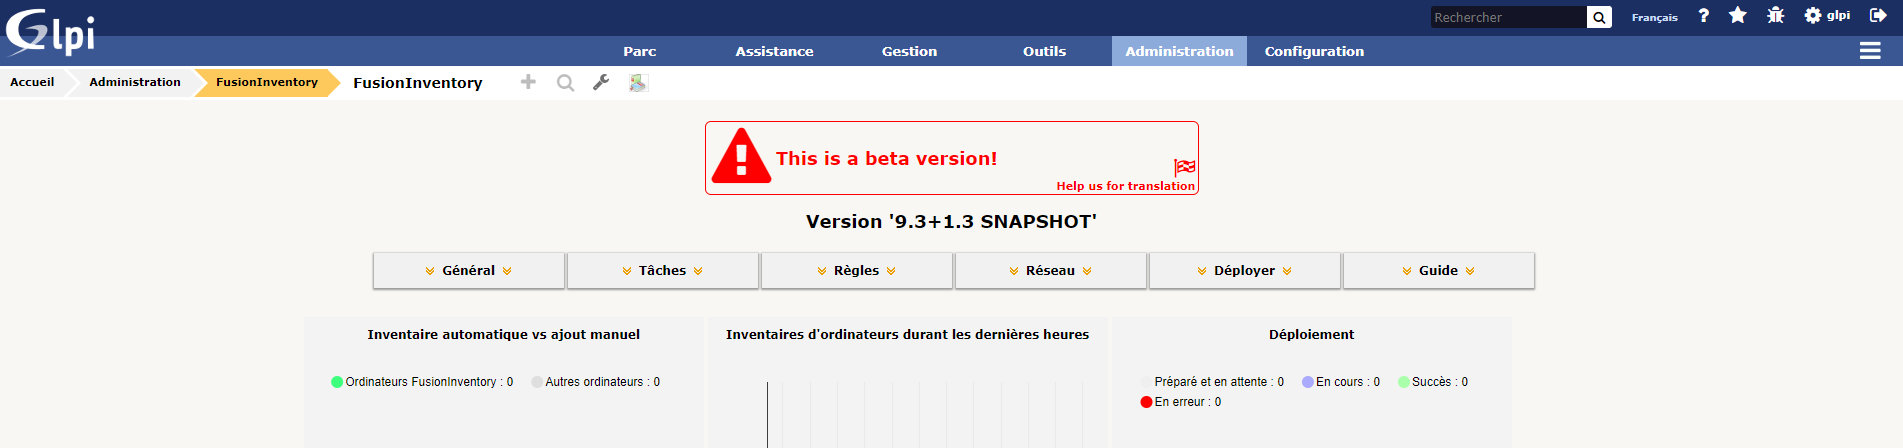 Glpi
Rechercher
Français
? glpi
Parc Assistance Gestion Outils Administration Configuration
Accueil Administration FusionInventory FusionInventory
This is a beta version!
Help us for translation
Version '9.3+1.3 SNAPSHOT'
Général Tâches Règles Réseau Déployer Guide
Inventaire automatique vs ajout manuel
Ordinateurs FusionInventory : 0 Autres ordinateurs : 0
Inventaires d'ordinateurs durant les dernières heures
Déploiement
Préparé et en attente : 0 En cours : 0 Succès : 0
En erreur : 0